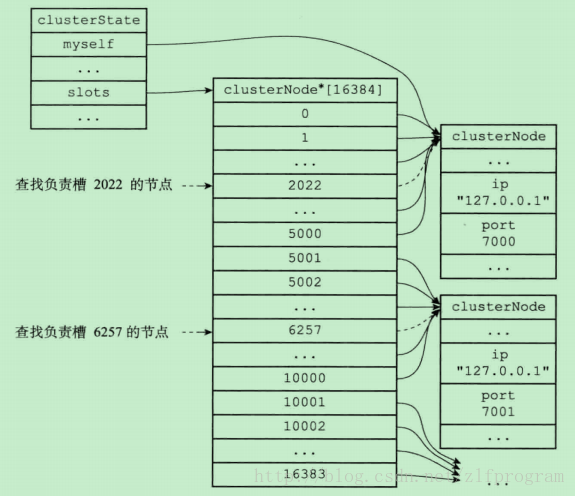 clusterState
myself
...
slots
...
clusterNode*[16384]
0
1
...
查找负责槽 2022 的节点
2022
...
5000
5001
5002
...
查找负责槽 6257 的节点
6257
...
10000
10001
10002
...
16383
clusterNode
...
ip
"127.0.0.1"
port
7000
...
clusterNode
...
ip
"127.0.0.1"
port
7001
...
...
http://blog.csdn.net/zlfprogram